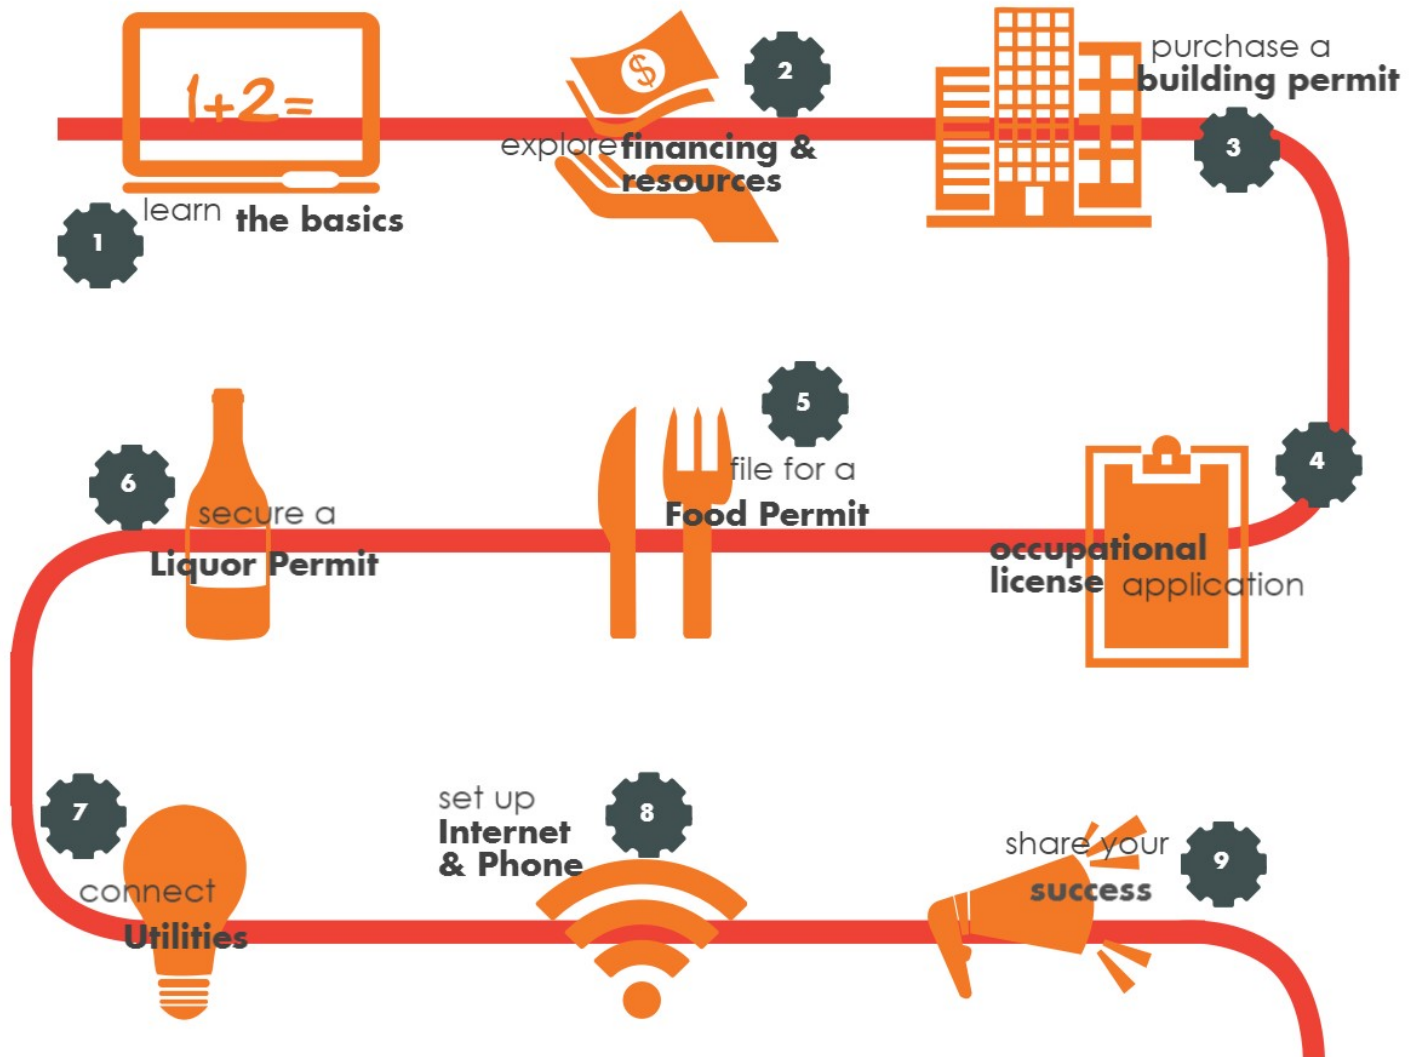 1+2=
1
learn the basics
$
2
explore financing &
resources
purchase a
building permit
3
4
occupational
license application
5
file for a
Food Permit
6
secure a
Liquor Permit
7
connect
Utilities
set up
Internet
& Phone
8
share your
success
9